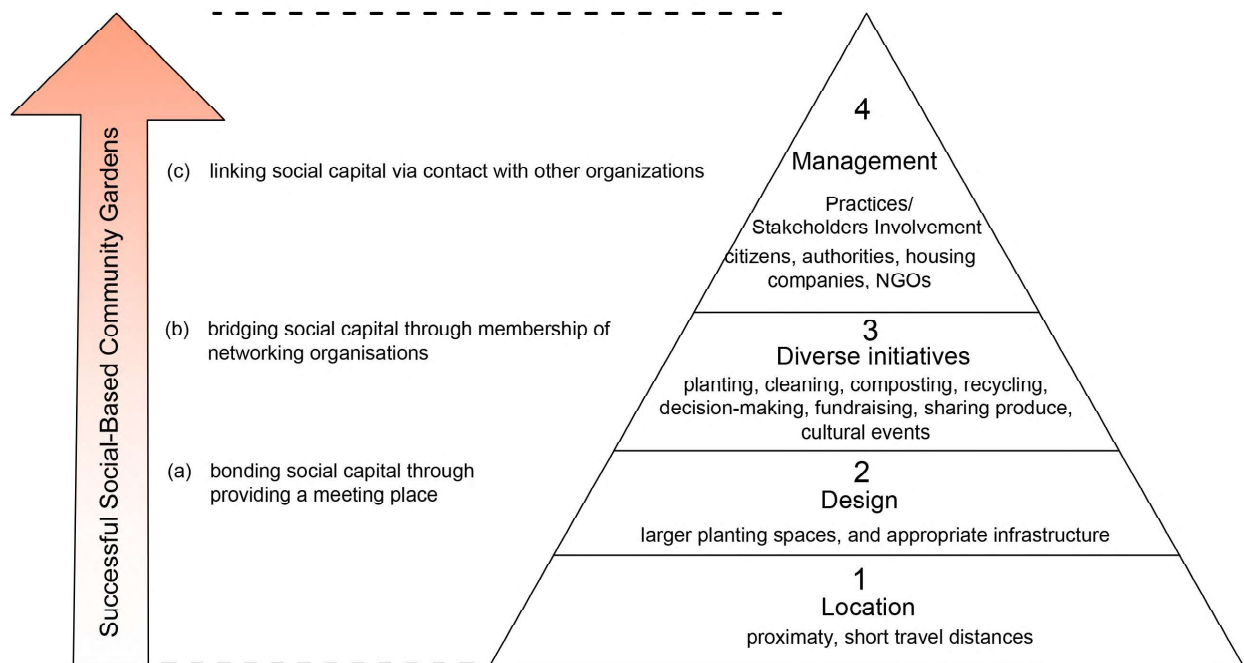 Successful Social-Based Community Gardens
(c) linking social capital via contact with other organizations
(b) bridging social capital through membership of
networking organisations
(a) bonding social capital through
providing a meeting place
4
Management
Practices/
Stakeholders Involvement
citizens, authorities, housing
companies, NGOs
3
Diverse initiatives
planting, cleaning, composting, recycling,
decision-making, fundraising, sharing produce,
cultural events
2
Design
larger planting spaces, and appropriate infrastructure
1
Location
proximaty, short travel distances